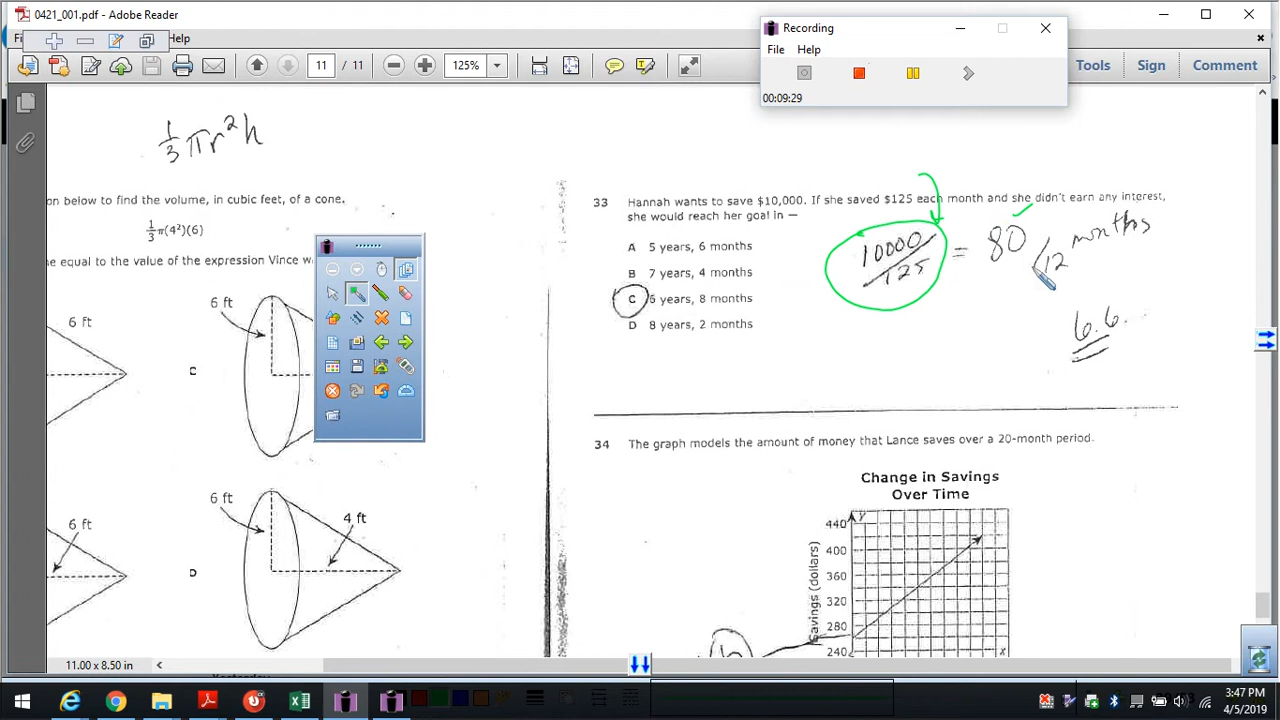 0421_001.pdf - Adobe Reader
Help
11 / 11
125%
Tools
Sign
Comment
Recording
File Help
00:09:29
1/3 πr²h
on below to find the volume, in cubic feet, of a cone.
1/3π(4²)(6)
e equal to the value of the expression Vince w
6 ft
6 ft
C
6 ft
6 ft
4 ft
D
33 Hannah wants to save $10,000. If she saved $125 each month and she didn't earn any interest,
she would reach her goal in —
A 5 years, 6 months
B 7 years, 4 months
C 6 years, 8 months
D 8 years, 2 months
10000/125 = 80 months
/12
6.6.
34 The graph models the amount of money that Lance saves over a 20-month period.
Change in Savings
Over Time
Savings (dollars)
Y
440
400
360
320
280
240
X
b
11.00 x 8.50 in
3:47 PM
4/5/2019